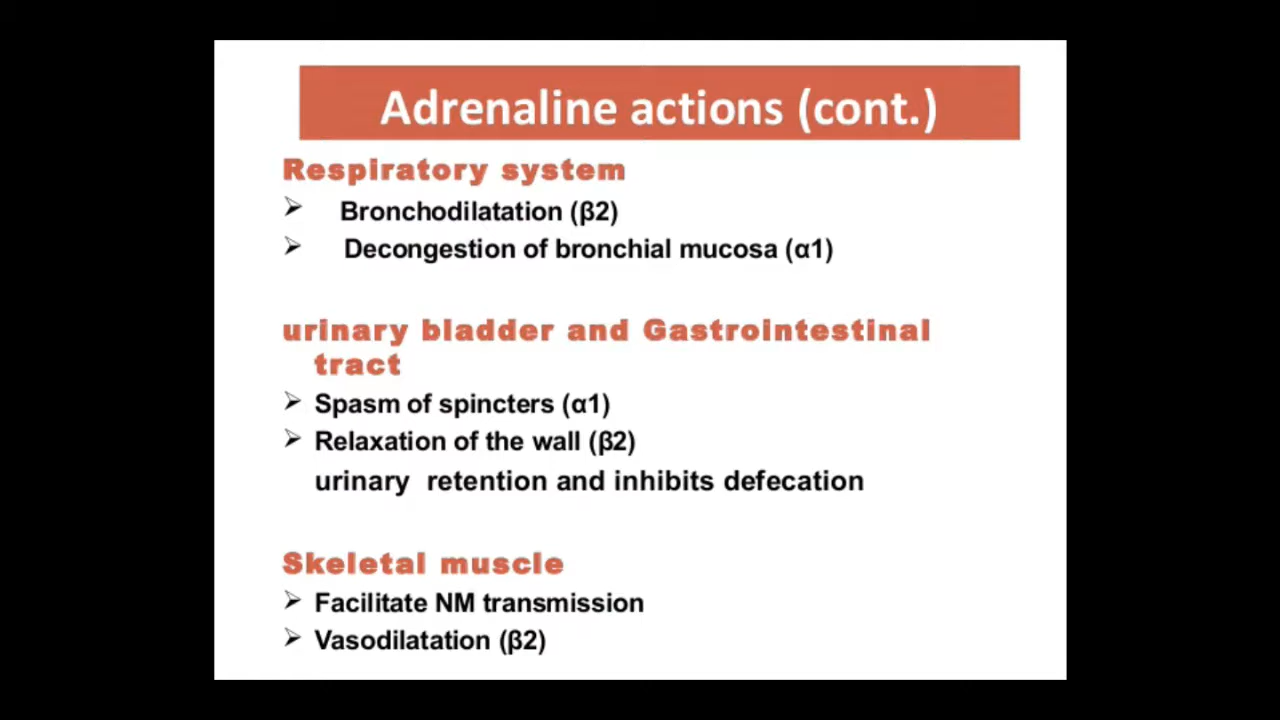 Adrenaline actions (cont.)
Respiratory system
➢ Bronchodilatation (β2)
➢ Decongestion of bronchial mucosa (α1)
urinary bladder and Gastrointestinal
tract
➢ Spasm of spincters (α1)
➢ Relaxation of the wall (β2)
urinary retention and inhibits defecation
Skeletal muscle
➢ Facilitate NM transmission
➢ Vasodilatation (β2)